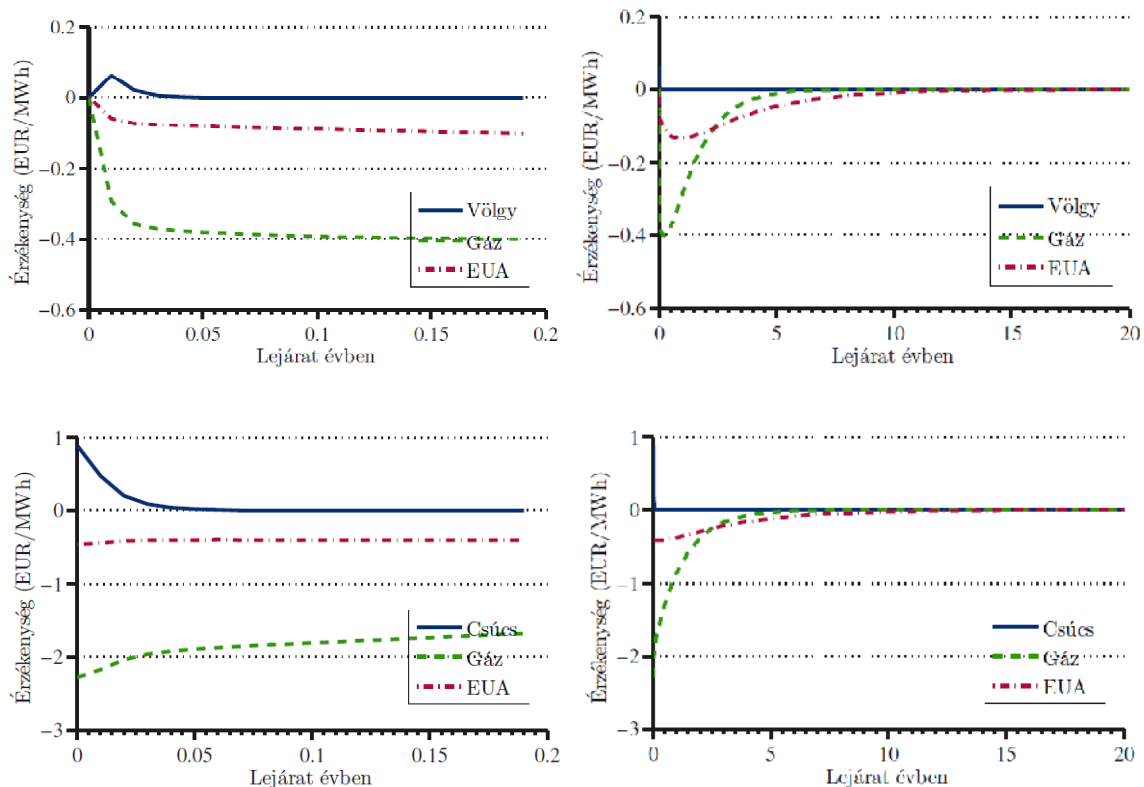 Érzékenység (EUR/MWh)
0.2
0
−0.2
−0.4
−0.6
Völgy
Gáz
EUA
0 0.05 0.1 0.15 0.2
Lejárat évben
Érzékenység (EUR/MWh)
0.2
0
−0.2
−0.4
−0.6
Völgy
Gáz
EUA
0 5 10 15 20
Lejárat évben
Érzékenység (EUR/MWh)
1
0
−1
−2
−3
Csúcs
Gáz
EUA
0 0.05 0.1 0.15 0.2
Lejárat évben
Érzékenység (EUR/MWh)
1
0
−1
−2
−3
Csúcs
Gáz
EUA
0 5 10 15 20
Lejárat évben